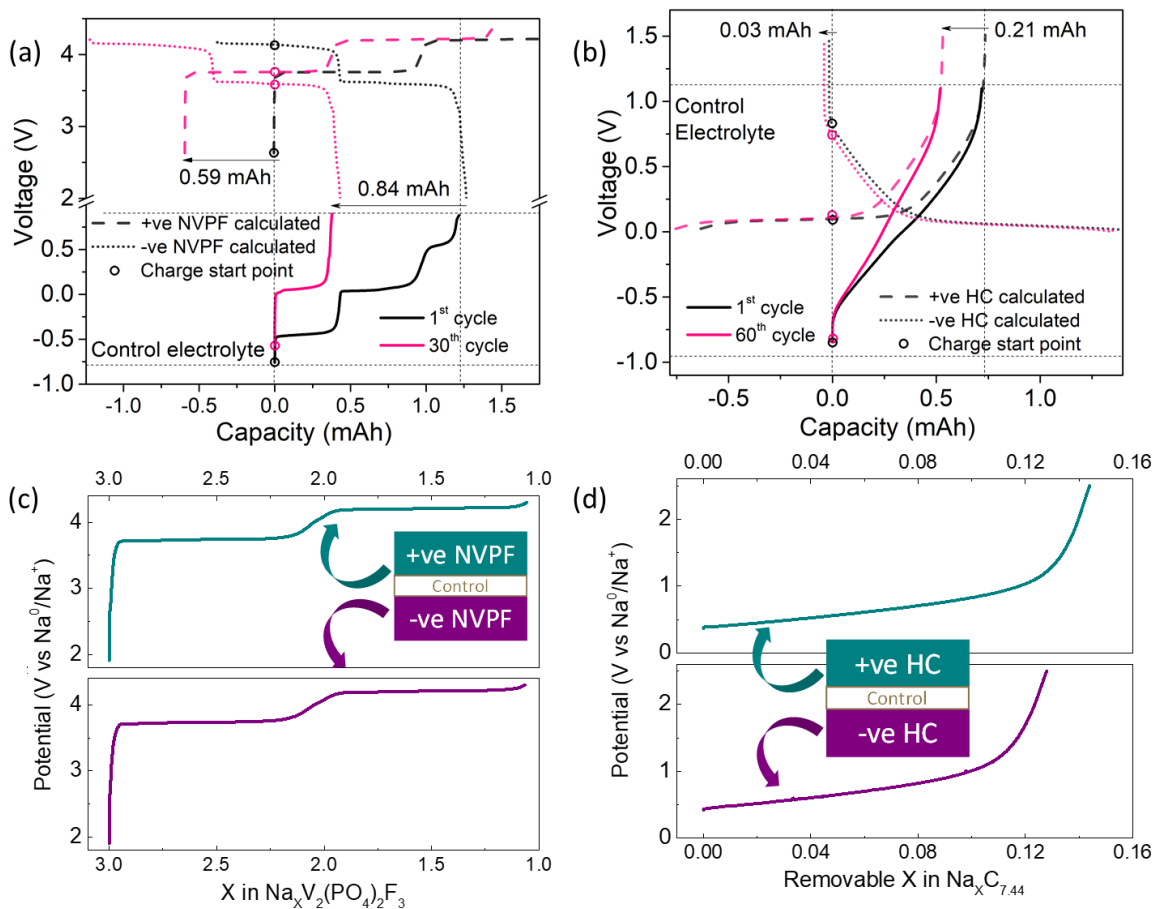 (a)
Voltage (V)
4
3
2
0.5
0.0
-0.5
-1.0
0.59 mAh
0.84 mAh
+ve NVPF calculated
-ve NVPF calculated
Charge start point
1st cycle
30th cycle
Control electrolyte
-1.0 -0.5 0.0 0.5 1.0 1.5
Capacity (mAh)
(b)
Voltage (V)
2.0
1.5
1.0
0.5
0.0
-0.5
-1.0
0.03 mAh
0.21 mAh
Control
Electrolyte
1st cycle
60th cycle
+ve HC calculated
-ve HC calculated
Charge start point
-0.5 0.0 0.5 1.0
Capacity (mAh)
(c)
3.0 2.5 2.0 1.5 1.0
Potential (V vs Na0/Na+)
4
3
2
+ve NVPF
Control
-ve NVPF
4
3
2
3.0 2.5 2.0 1.5 1.0
X in NaXV2(PO4)2F3
(d)
0.00 0.04 0.08 0.12 0.16
Potential (V vs Na0/Na+)
2
1
0
+ve HC
Control
-ve HC
2
1
0
0.00 0.04 0.08 0.12 0.16
Removable X in NaXC7.44